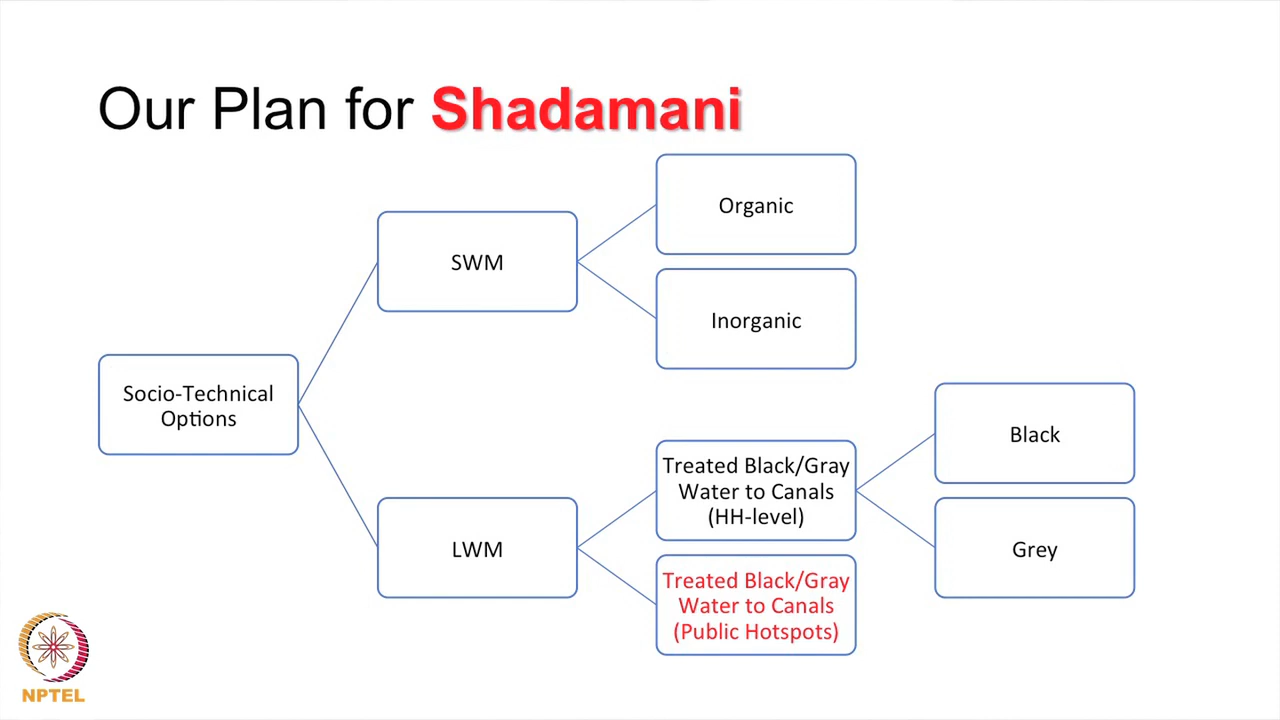 Our Plan for Shadamani
Organic
SWM
Inorganic
Socio-Technical
Options
Black
Treated Black/Gray
Water to Canals
(HH-level)
LWM
Grey
Treated Black/Gray
Water to Canals
(Public Hotspots)
NPTEL